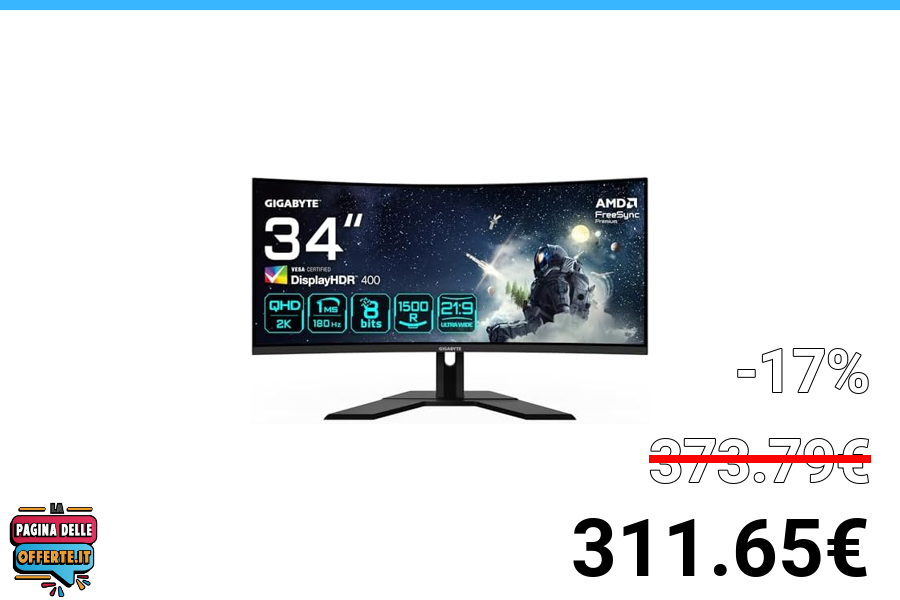 GIGABYTE
34"
VESA CERTIFIED
DisplayHDR™ 400
QHD
2K
1MS
180 Hz
8
bits
1500
R
21:9
ULTRA WIDE
AMD
FreeSync
Premium
GIGABYTE
-17%
373.79€
311.65€
LA
PAGINA DELLE
OFFERTE.IT